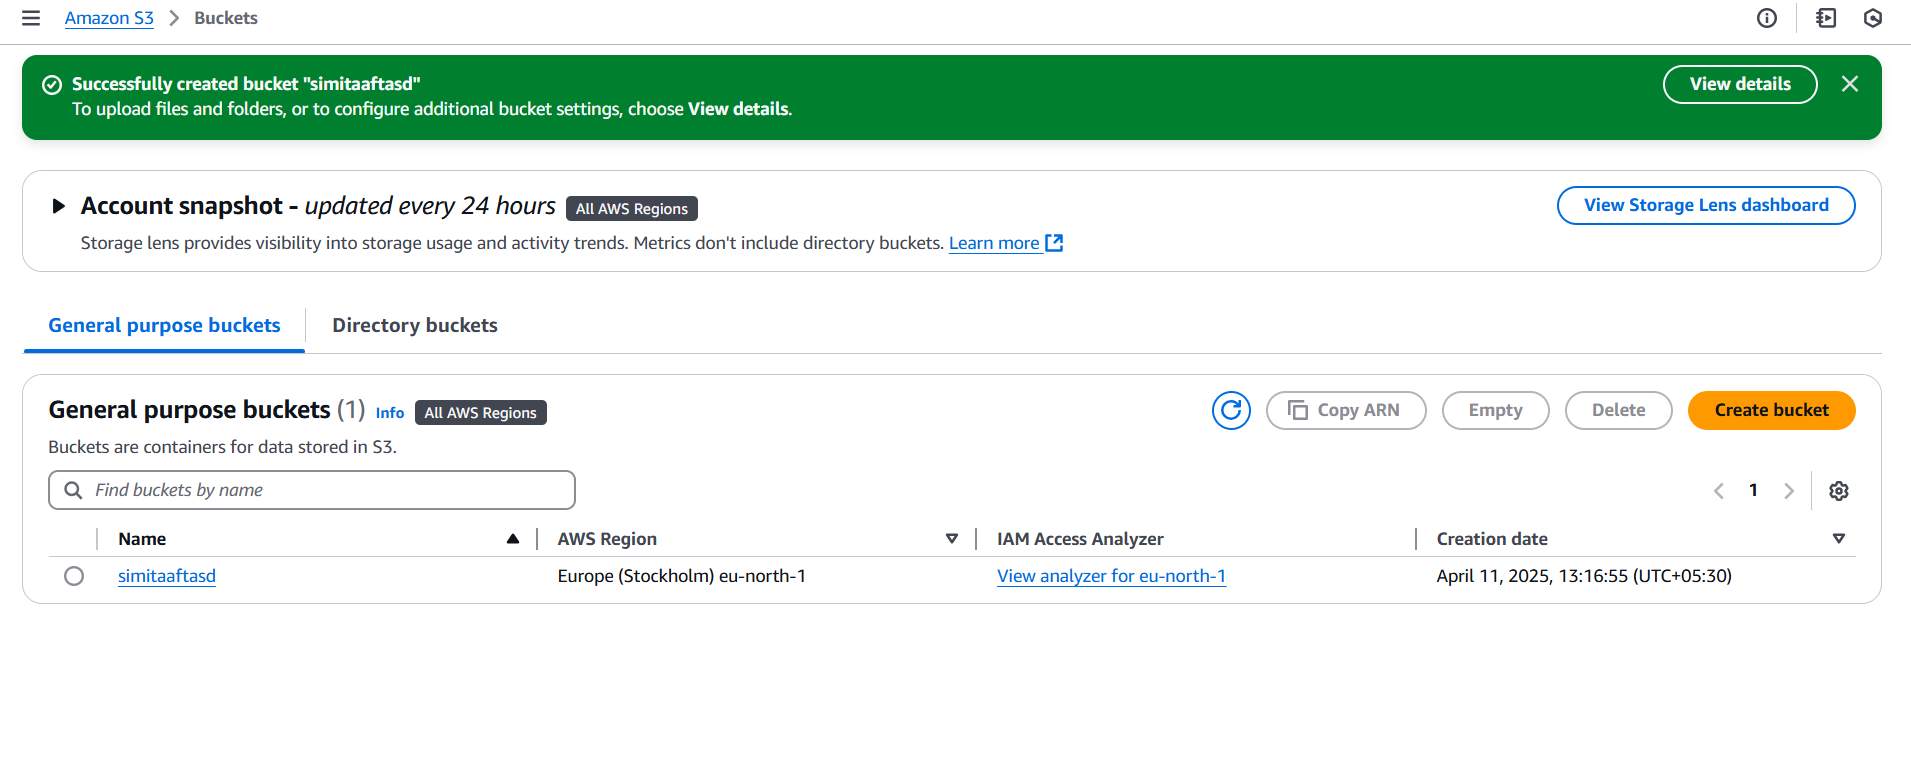 Amazon S3 > Buckets
Successfully created bucket "simitaaftasd"
To upload files and folders, or to configure additional bucket settings, choose View details.
View details
Account snapshot - updated every 24 hours All AWS Regions
View Storage Lens dashboard
Storage lens provides visibility into storage usage and activity trends. Metrics don't include directory buckets. Learn more
General purpose buckets Directory buckets
General purpose buckets (1) Info All AWS Regions
Copy ARN Empty Delete Create bucket
Buckets are containers for data stored in S3.
Find buckets by name
1
Name AWS Region IAM Access Analyzer Creation date
simitaaftasd Europe (Stockholm) eu-north-1 View analyzer for eu-north-1 April 11, 2025, 13:16:55 (UTC+05:30)